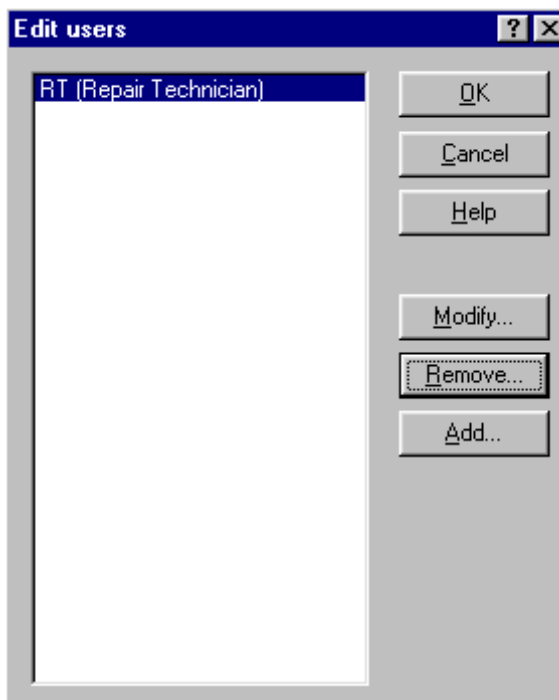 Edit users
RT (Repair Technician)
OK
Cancel
Help
Modify...
Remove...
Add...